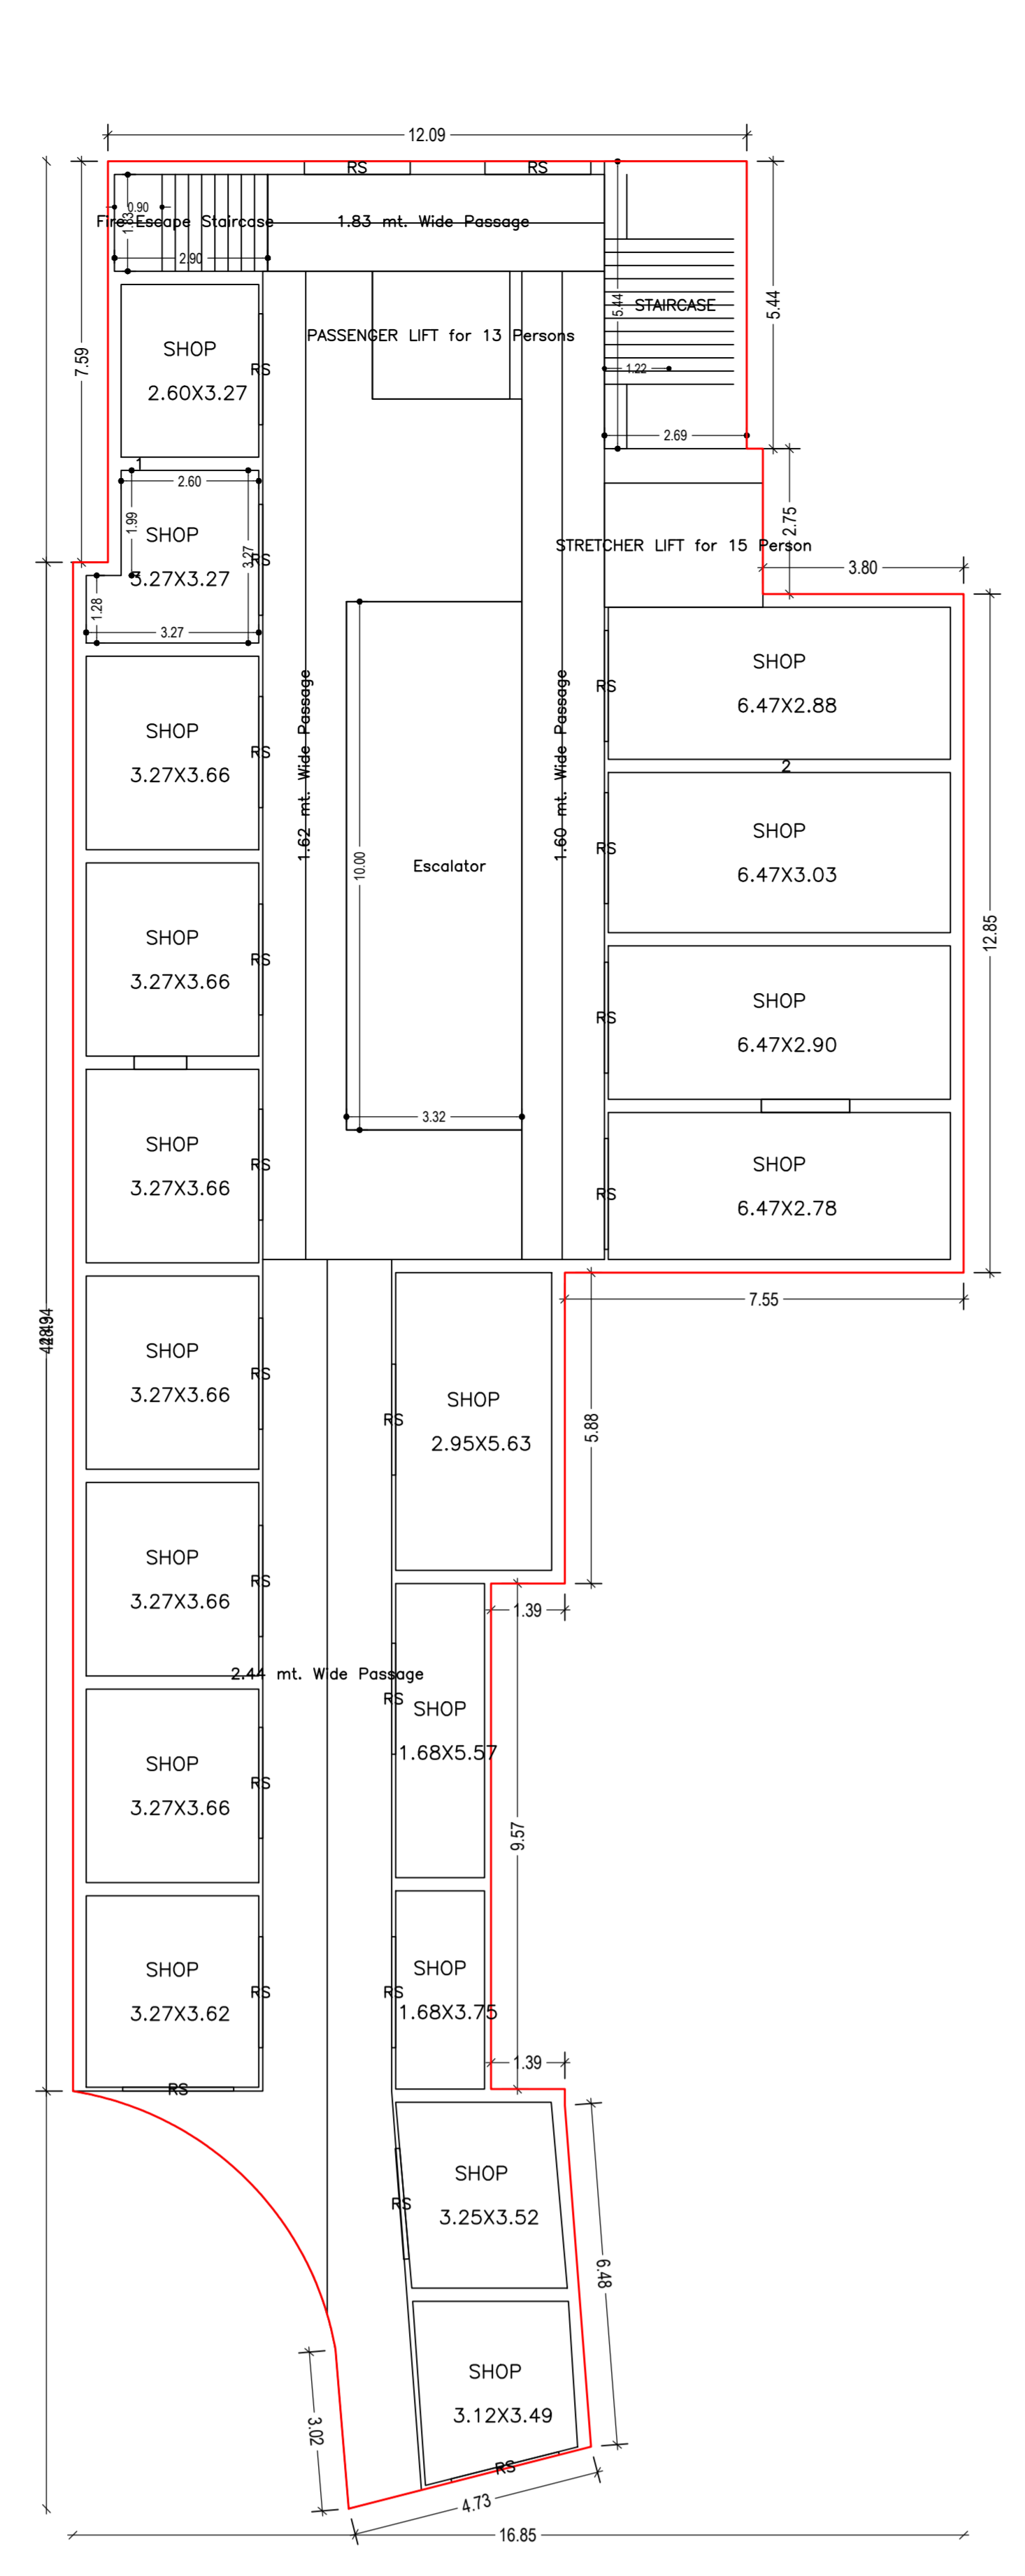 12.09
RS
RS
0.90
1.83
Fire Escape Staircase
1.83 mt. Wide Passage
2.90
7.59
5.44
STAIRCASE
5.44
PASSENGER LIFT for 13 Persons
SHOP
2.60X3.27
RS
1.22
2.69
1
2.60
1.99
SHOP
3.27X3.27
3.27
RS
1.28
3.27
2.75
STRETCHER LIFT for 15 Person
3.80
SHOP
6.47X2.88
RS
SHOP
3.27X3.66
RS
1.62 mt. Wide Passage
1.60 mt. Wide Passage
2
SHOP
6.47X3.03
RS
10.00
Escalator
12.85
SHOP
3.27X3.66
RS
SHOP
6.47X2.90
RS
3.32
SHOP
3.27X3.66
RS
SHOP
6.47X2.78
RS
7.55
SHOP
3.27X3.66
RS
SHOP
2.95X5.63
RS
5.88
SHOP
3.27X3.66
RS
1.39
2.44 mt. Wide Passage
RS
SHOP
1.68X5.57
SHOP
3.27X3.66
RS
9.57
SHOP
3.27X3.62
RS
SHOP
1.68X3.75
RS
1.39
RS
SHOP
3.25X3.52
RS
6.48
SHOP
3.12X3.49
3.02
RS
4.73
16.85